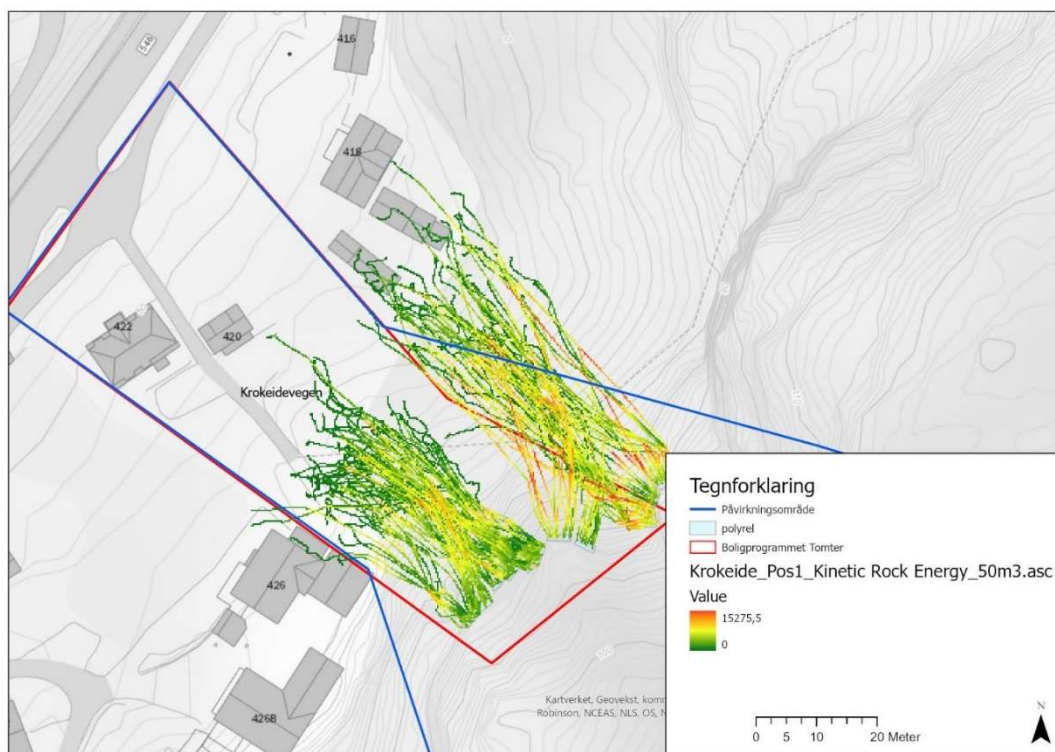 546
416
418
422
420
Krokeidevegen
426
426B
Tegnforklaring
Påvirkningsområde
polyrel
Boligprogrammet Tomter
Krokeide_Pos1_Kinetic Rock Energy_50m3.asc
Value
15275,5
0
Kartverket, Geovekst, komm
Robinson, NCEAS, NLS, OS, N
N
0 5 10 20 Meter